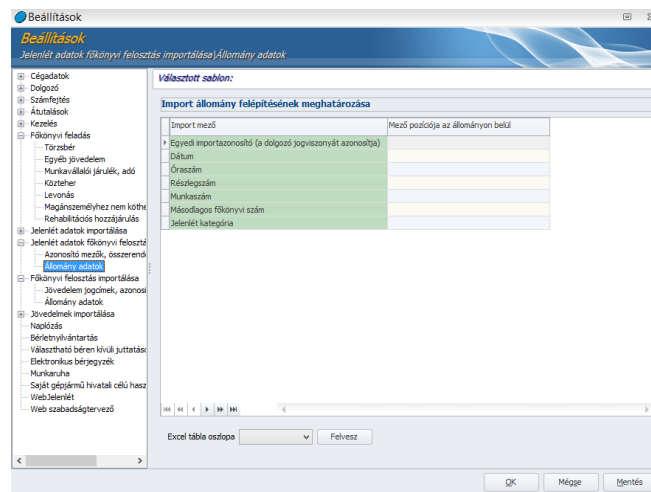 Beállítások
Beállítások
Jelenlét adatok főkönyvi felosztás importálása\Állomány adatok
Cégadatok
Dolgozó
Számfejtés
Átutalások
Kezelés
Főkönyvi feladás
Törzsbér
Egyéb jövedelem
Munkavállalói járulék, adó
Közteher
Levonás
Magánszemélyhez nem köthe
Rehabilitációs hozzájárulás
Jelenlét adatok importálása
Jelenlét adatok főkönyvi felosztá
Azonosító mezők, összerende
Állomány adatok
Főkönyvi felosztás importálása
Jövedelem jogcímek, azonosí
Állomány adatok
Jövedelmek importálása
Naplózás
Bérletnyilvántartás
Választható béren kívüli juttatáso
Elektronikus bérjegyzék
Munkaruha
Saját gépjármű hivatali célú hasz
WebJelenlét
Web szabadságtervező
Választott sablon:
Import állomány felépítésének meghatározása
Import mező Mező pozíciója az állományon belül
Egyedi importazonosító (a dolgozó jogviszonyát azonosítja)
Dátum
Óraszám
Részlegszám
Munkaszám
Másodlagos főkönyvi szám
Jelenlét kategória
Excel tábla oszlopa Felvesz
OK Mégse Mentés